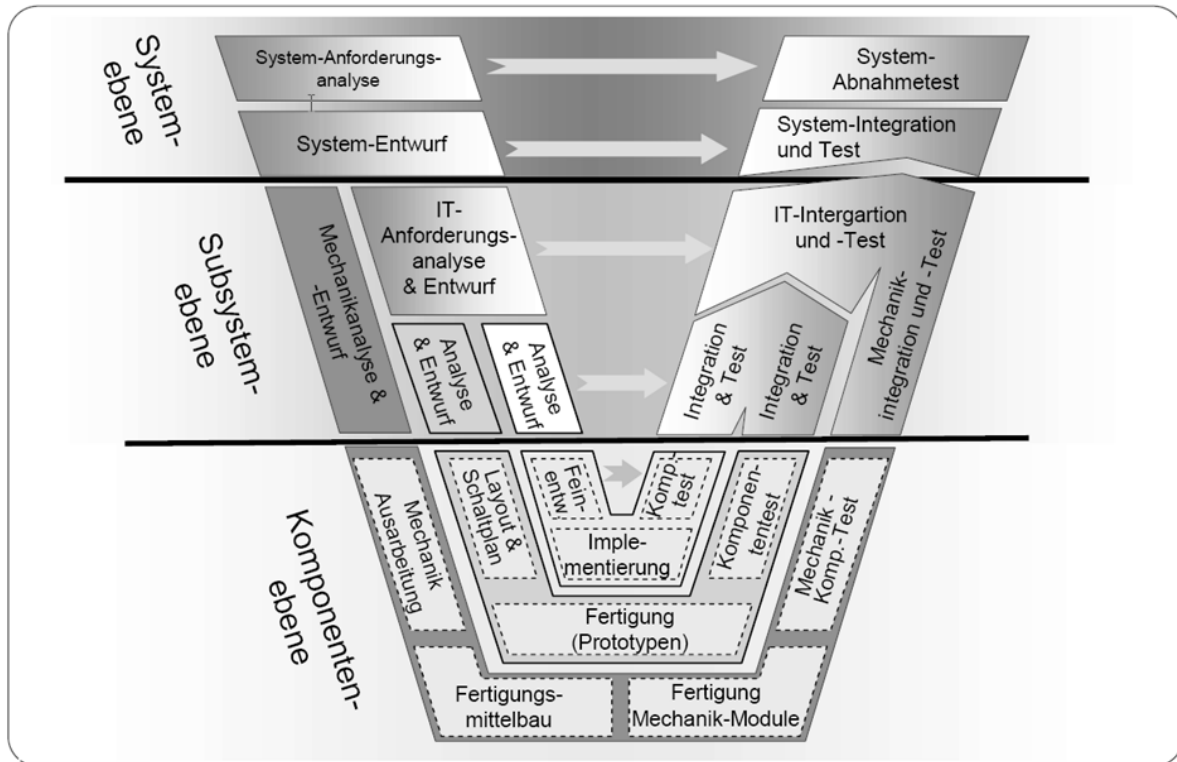 System-
ebene
System-Anforderungs-
analyse
System-
Abnahmetest
System-Entwurf
System-Integration
und Test
Subsystem-
ebene
Mechanikanalyse &
-Entwurf
IT-
Anforderungs-
analyse
& Entwurf
IT-Intergartion
und -Test
Mechanik-
integration und -Test
Analyse
& Entwurf
Analyse
& Entwurf
Integration
& Test
Integration
& Test
Komponenten-
ebene
Mechanik
Ausarbeitung
Layout &
Schaltplan
Fein-
entw
Komp.-
test
Komponen-
tentest
Mechanik -
Komp.-Test
Imple-
mentierung
Fertigung
(Prototypen)
Fertigungs-
mittelbau
Fertigung
Mechanik-Module